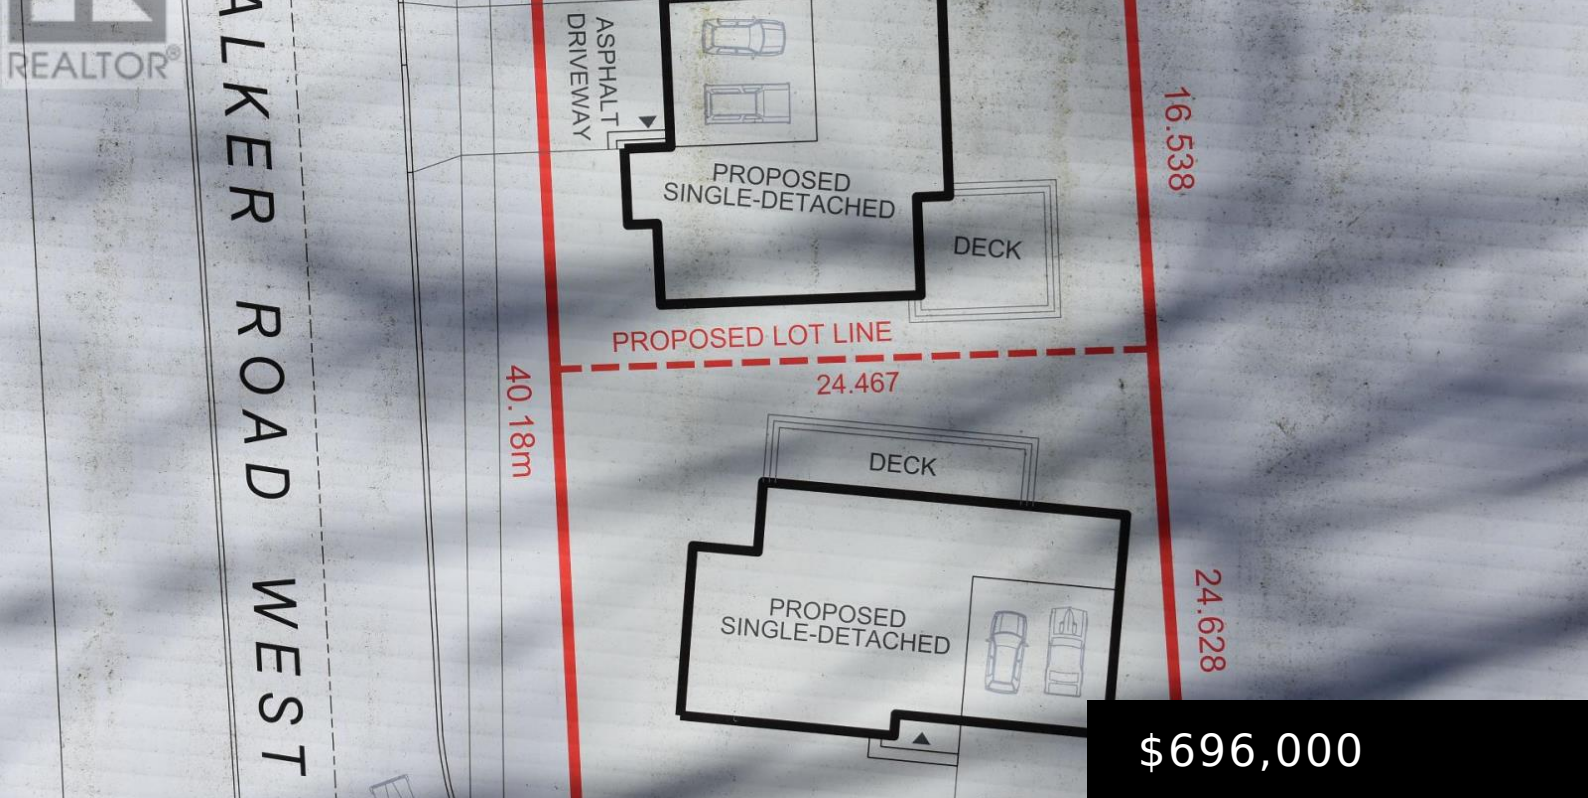 REALTOR®
ALKER ROAD WEST
ASPHALT
DRIVEWAY
PROPOSED
SINGLE-DETACHED
DECK
16.538
PROPOSED LOT LINE
24.467
40.18m
DECK
PROPOSED
SINGLE-DETACHED
24.628
$696,000